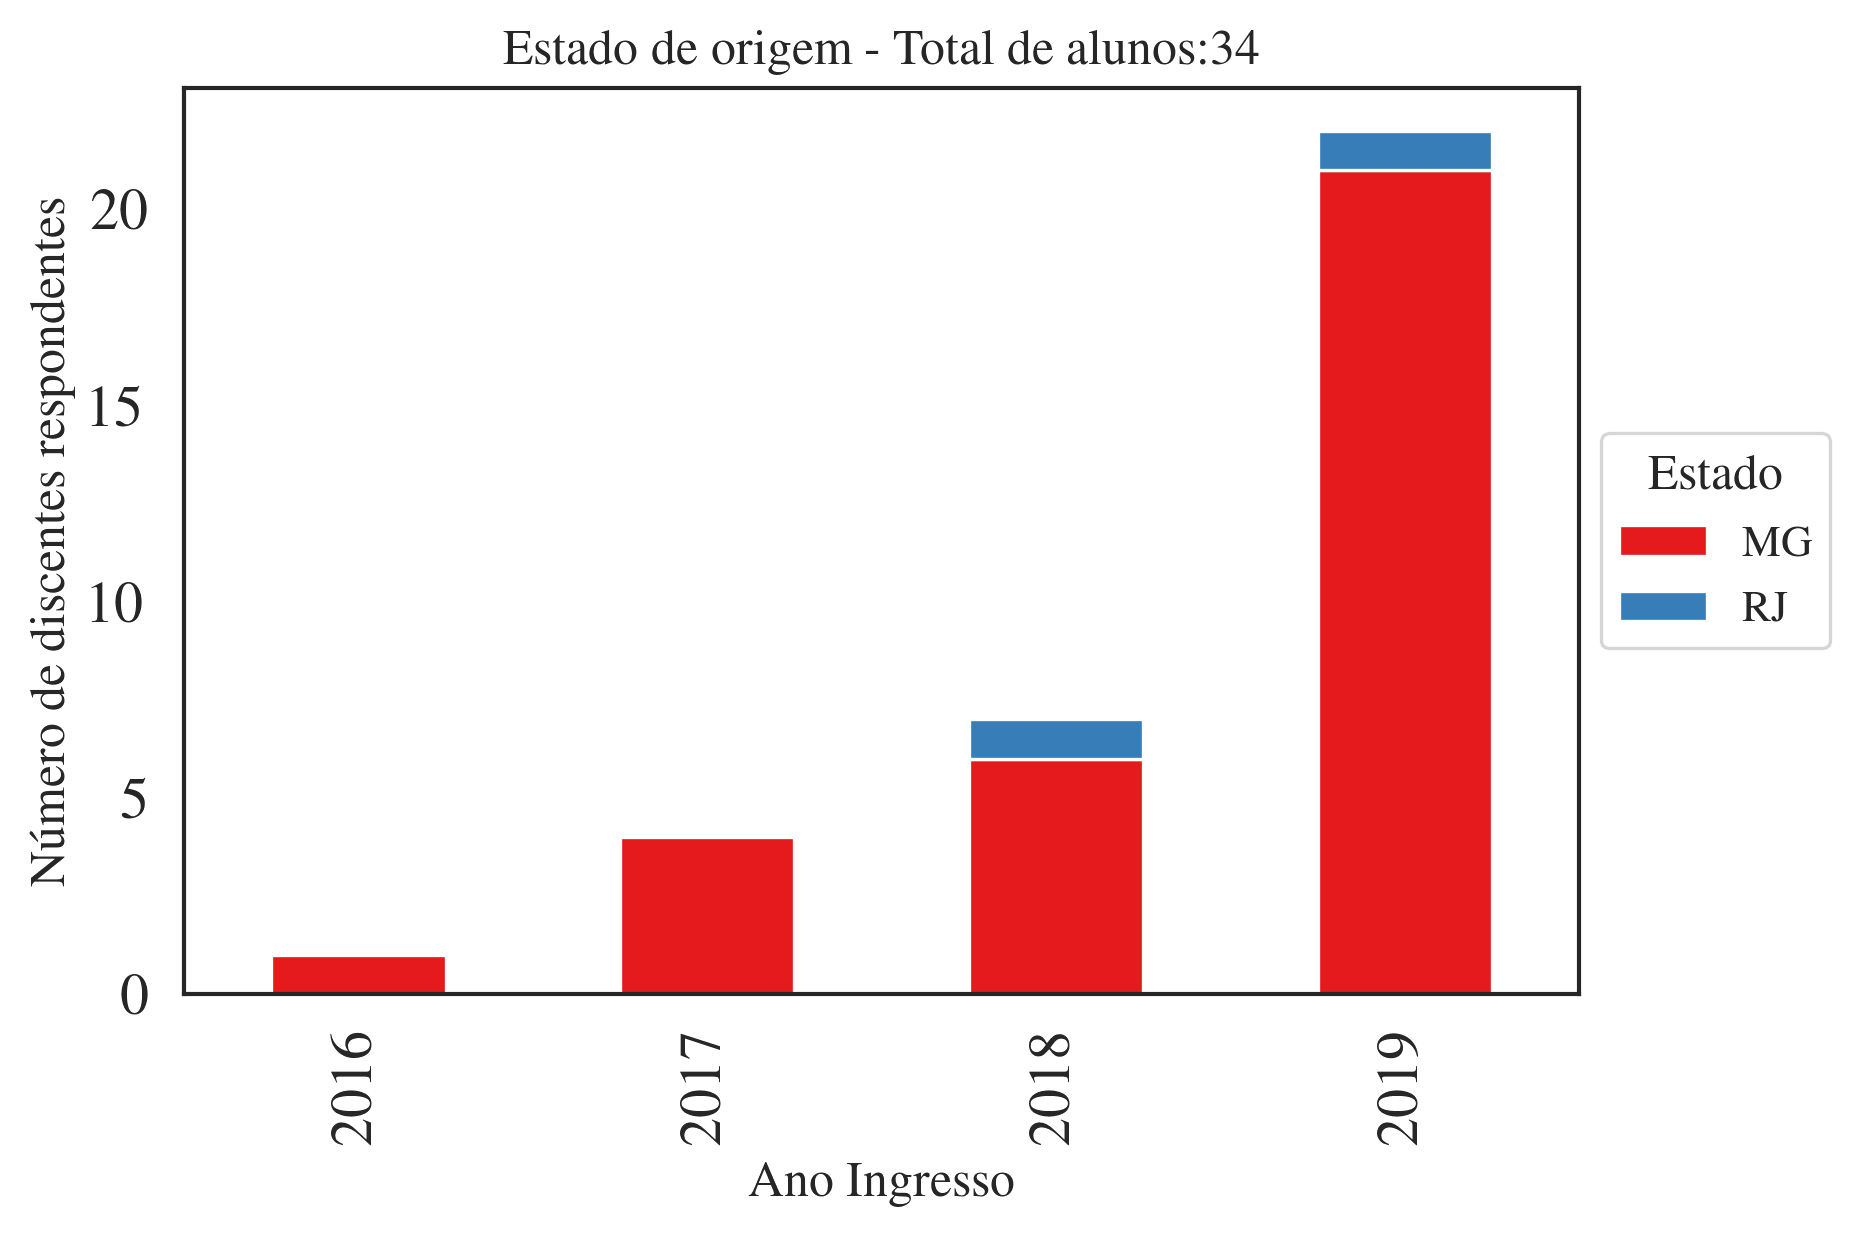 Estado de origem - Total de alunos:34
Número de discentes respondentes
20
15
10
5
0
2016
2017
2018
2019
Ano Ingresso
Estado
MG
RJ